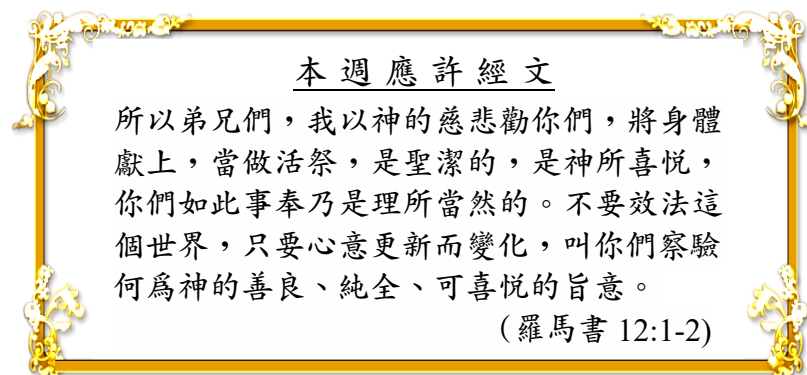 本週應許經文
所以弟兄們，我以神的慈悲勸你們，將身體
獻上，當做活祭，是聖潔的，是神所喜悅，
你們如此事奉乃是理所當然的。不要效法這
個世界，只要心意更新而變化，叫你們察驗
何爲神的善良、純全、可喜悅的旨意。
（羅馬書 12:1-2)